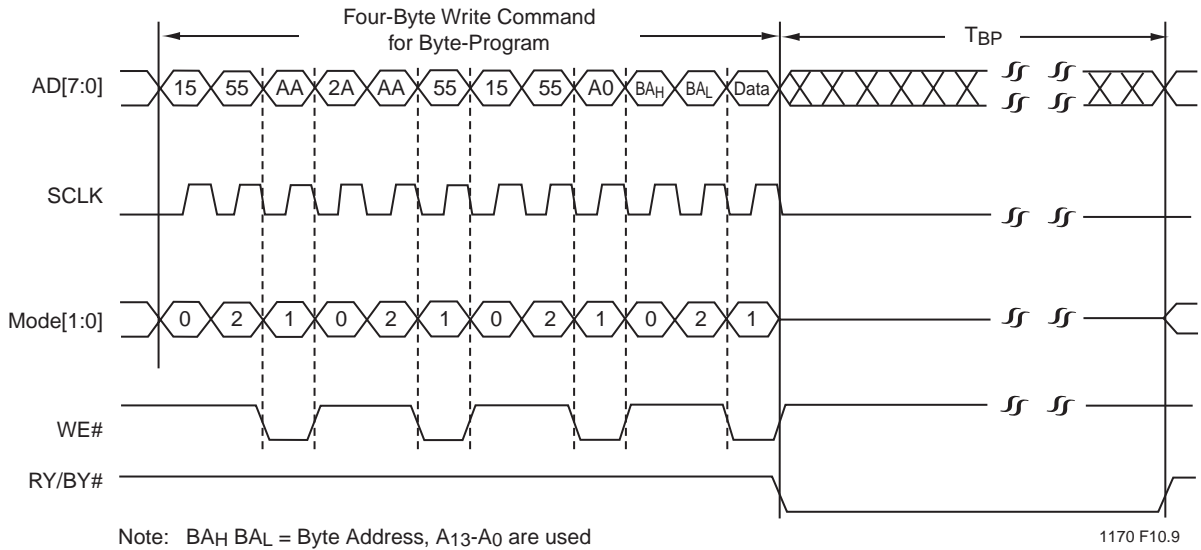 Four-Byte Write Command
for Byte-Program
TBP
AD[7:0] 15 55 AA 2A AA 55 15 55 A0 BAH BAL Data
SCLK
Mode[1:0] 0 2 1 0 2 1 0 2 1 0 2 1
WE#
RY/BY#
Note: BAH BAL = Byte Address, A13-A0 are used
1170 F10.9